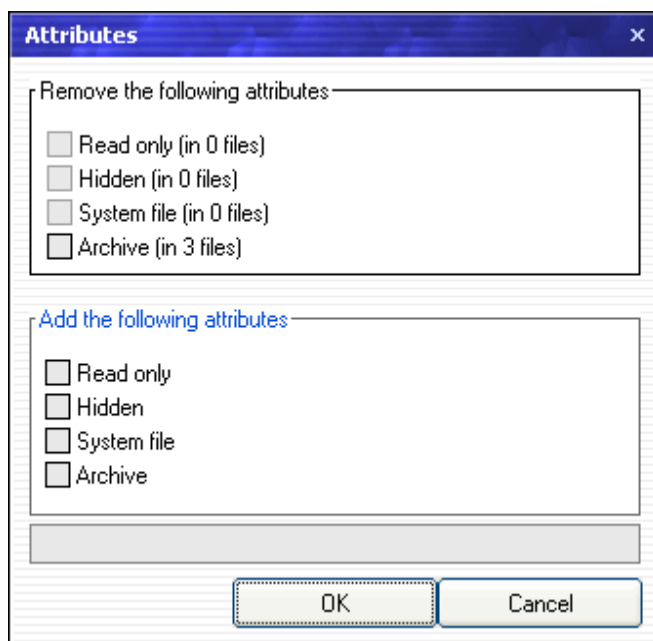 Attributes
Remove the following attributes
Read only (in 0 files)
Hidden (in 0 files)
System file (in 0 files)
Archive (in 3 files)
Add the following attributes
Read only
Hidden
System file
Archive
OK Cancel